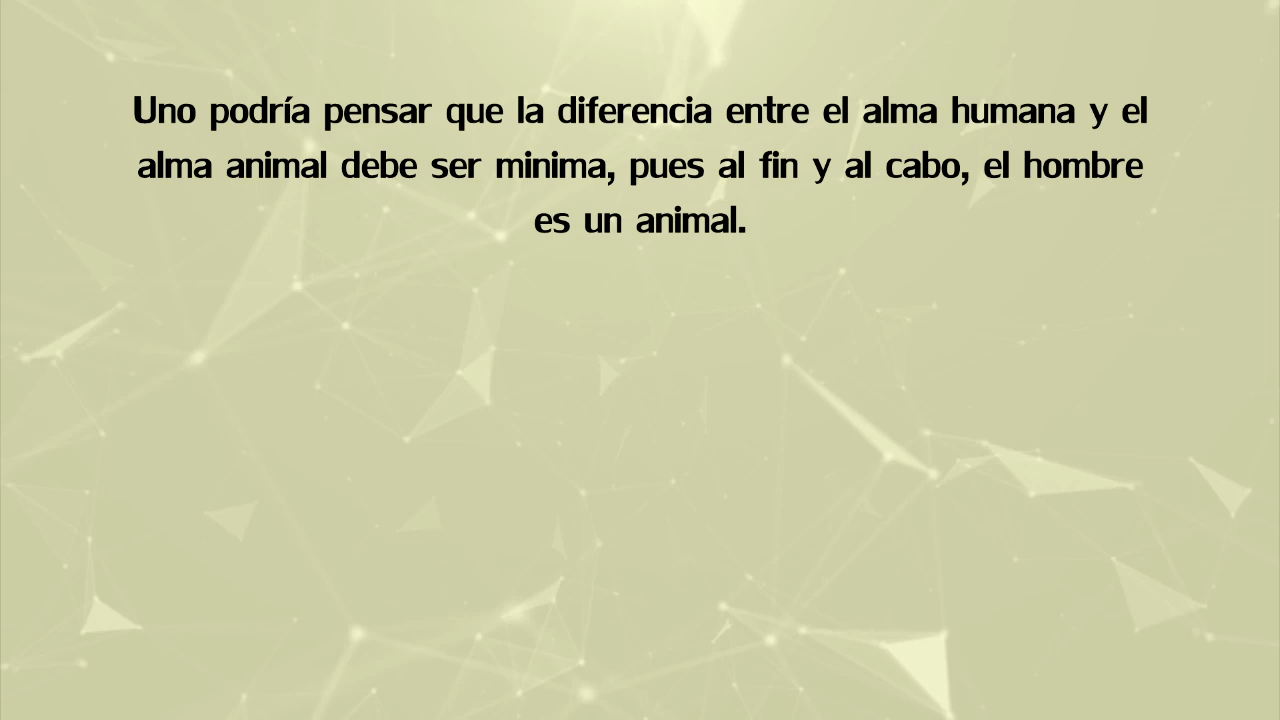 Uno podría pensar que la diferencia entre el alma humana y el
alma animal debe ser minima, pues al fin y al cabo, el hombre
es un animal.